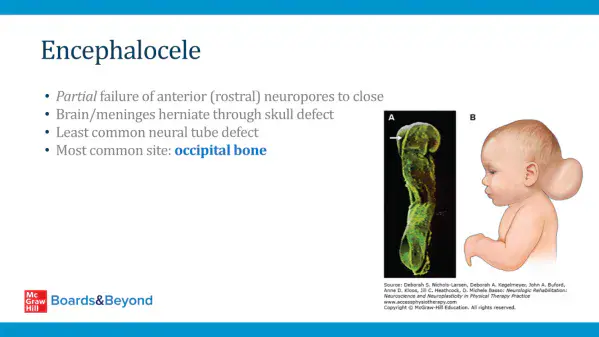 Encephalocele
• Partial failure of anterior (rostral) neuropores to close
• Brain/meninges herniate through skull defect
• Least common neural tube defect
• Most common site: occipital bone
A
B
Source: Deborah S. Nichols-Larsen, Deborah A. Kegelmeyer, John A. Buford,
Anne D. Kloos, Jill C. Heathcock, D. Michele Basso: Neurologic Rehabilitation:
Neuroscience and Neuroplasticity in Physical Therapy Practice
www.accessphysiotherapy.com
Copyright © McGraw-Hill Education. All rights reserved.
Mc
Graw
Hill
Boards&Beyond